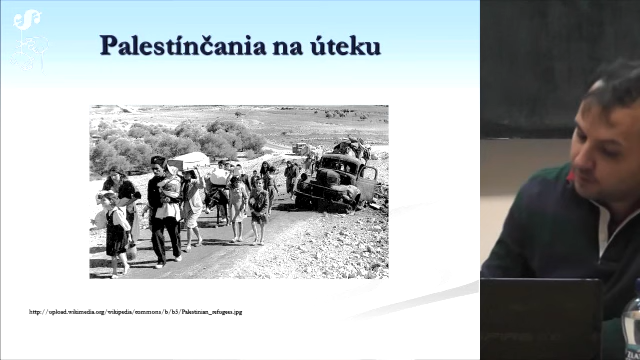 Palestínčania na úteku
http://upload.wikimedia.org/wikipedia/commons/b/b5/Palestinian_refugees.jpg